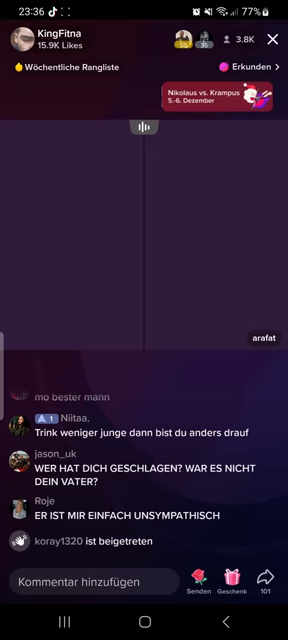 23:36
77%
KingFitna
15.9K Likes
3.8K
Wöchentliche Rangliste
Erkunden >
Nikolaus vs. Krampus
5.-6. Dezember
arafat
mo bester mann
1 Niitaa.
Trink weniger junge dann bist du anders drauf
jason_uk
WER HAT DICH GESCHLAGEN? WAR ES NICHT
DEIN VATER?
Roje
ER IST MIR EINFACH UNSYMPATHISCH
koray1320 ist beigetreten
Kommentar hinzufügen
Senden
Geschenk
101